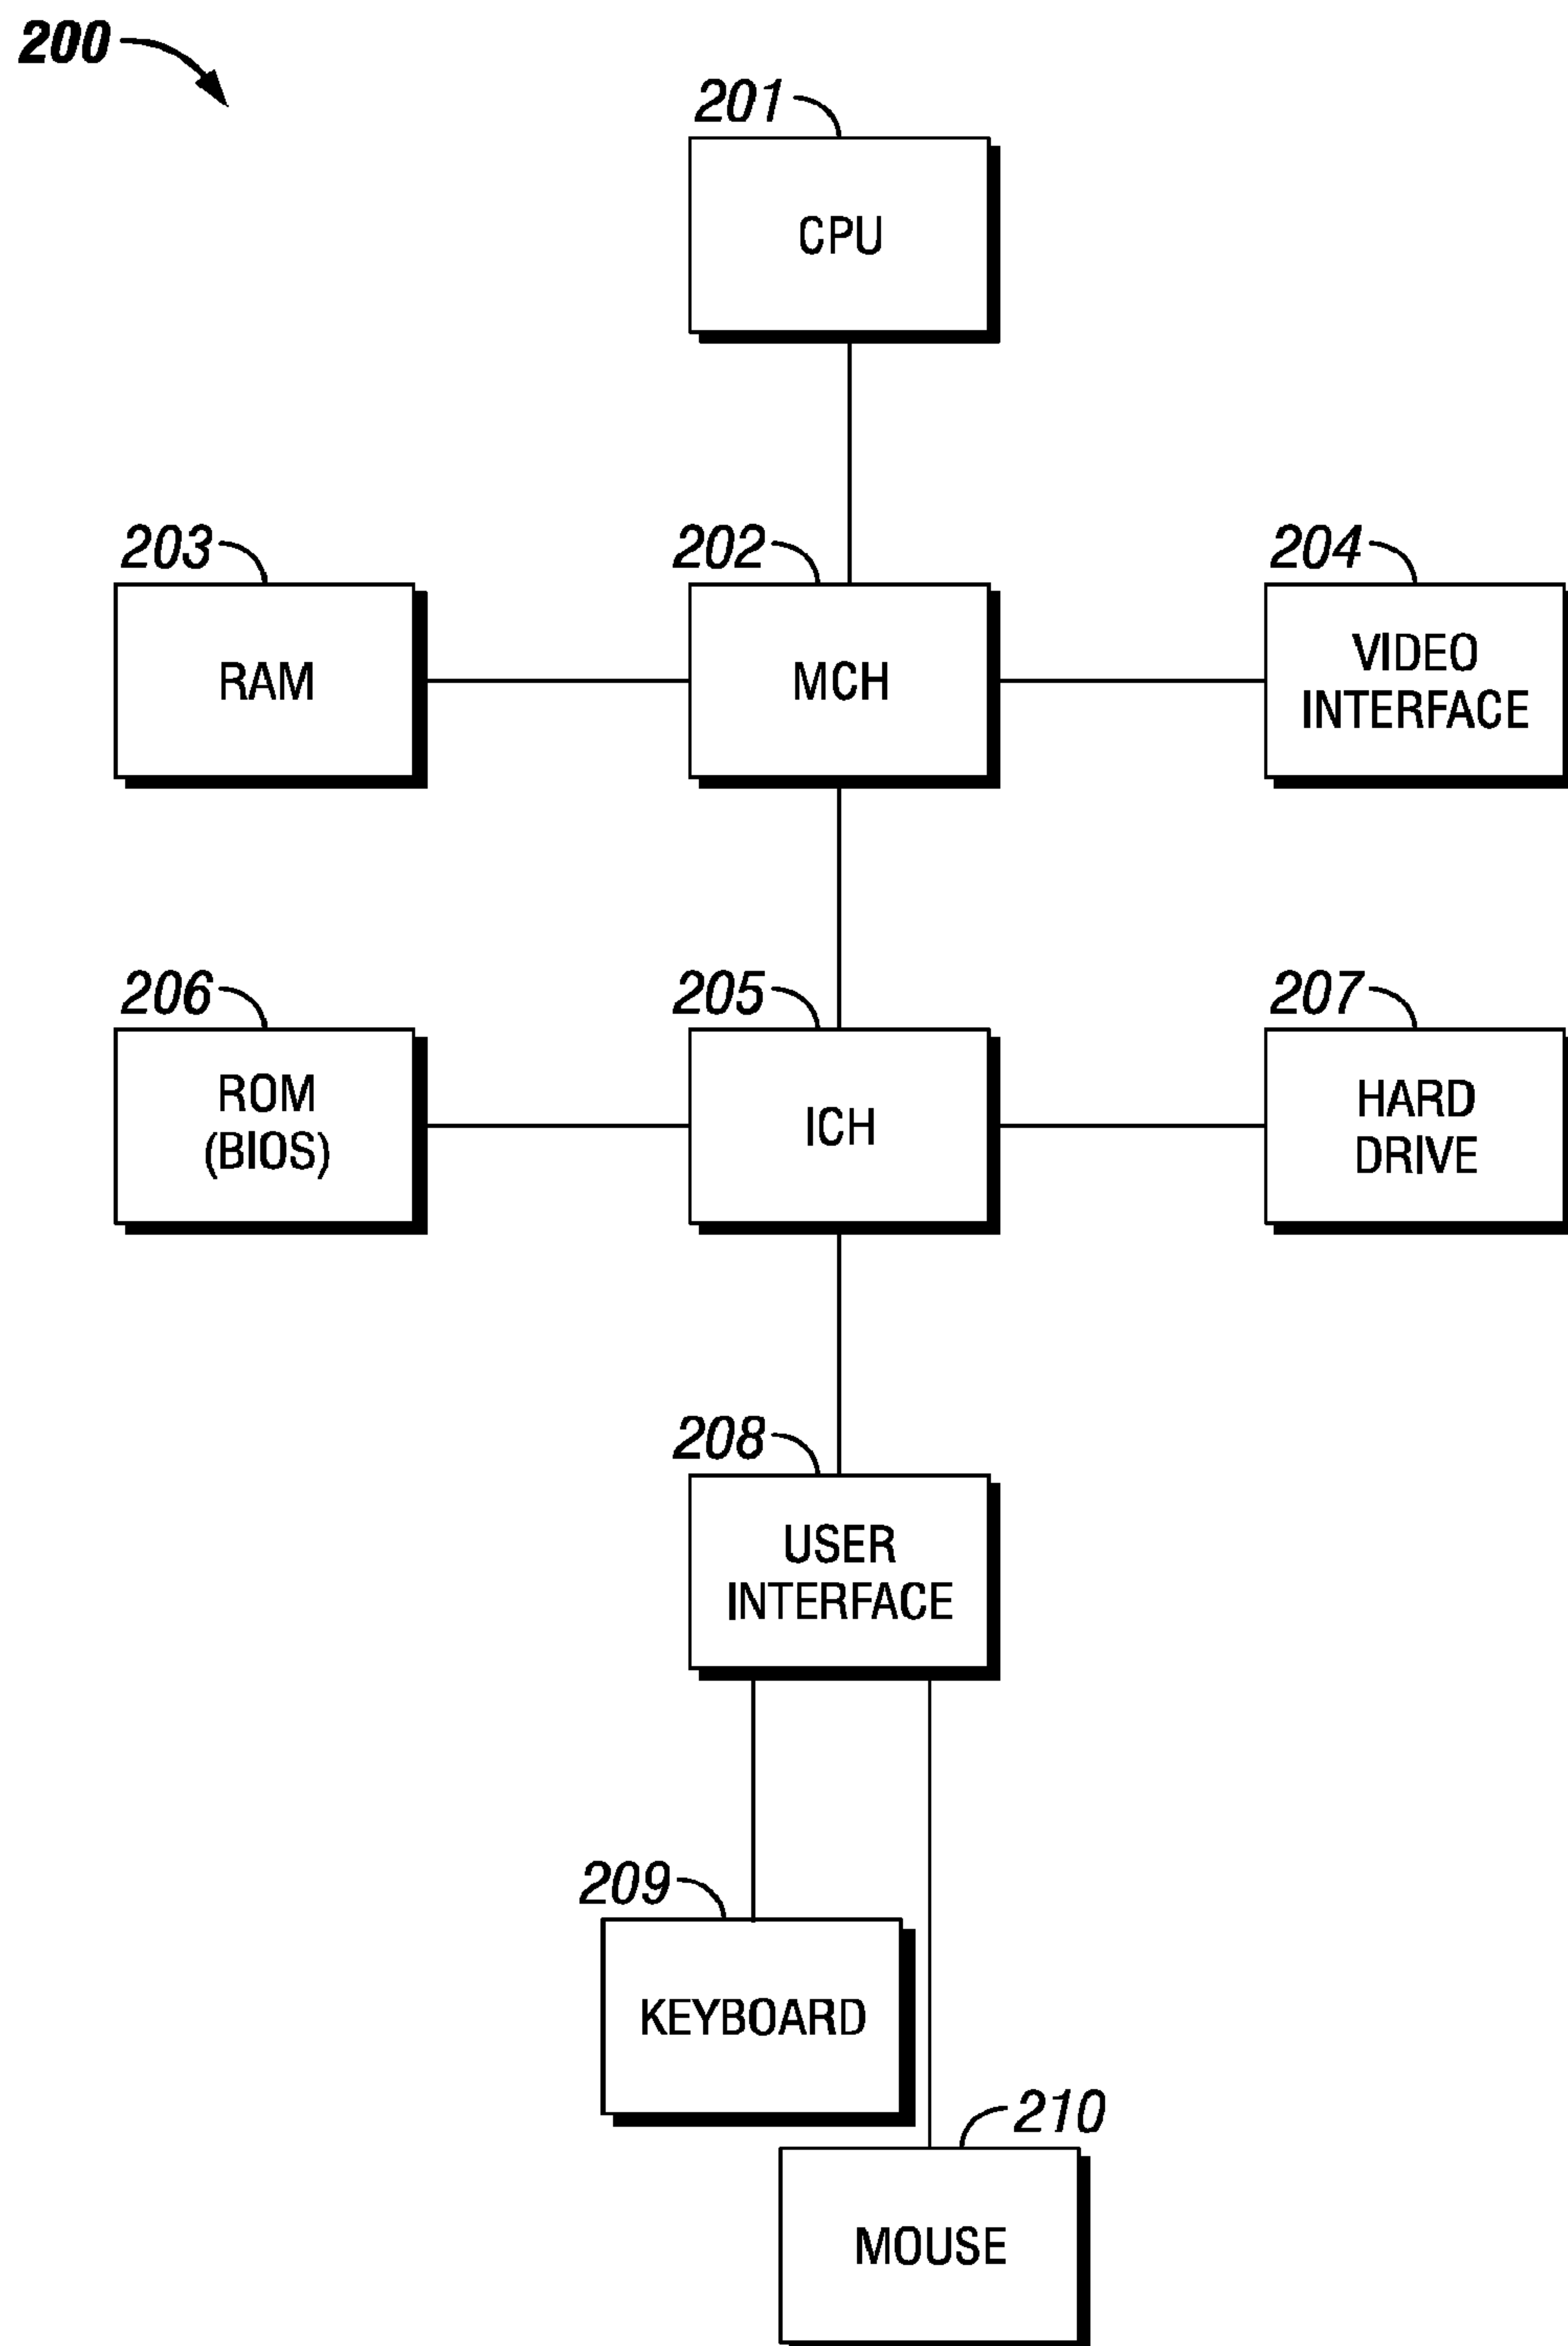 200
201
CPU
203
202
204
RAM
MCH
VIDEO
INTERFACE
206
205
207
ROM
(BIOS)
ICH
HARD
DRIVE
208
USER
INTERFACE
209
KEYBOARD
210
MOUSE